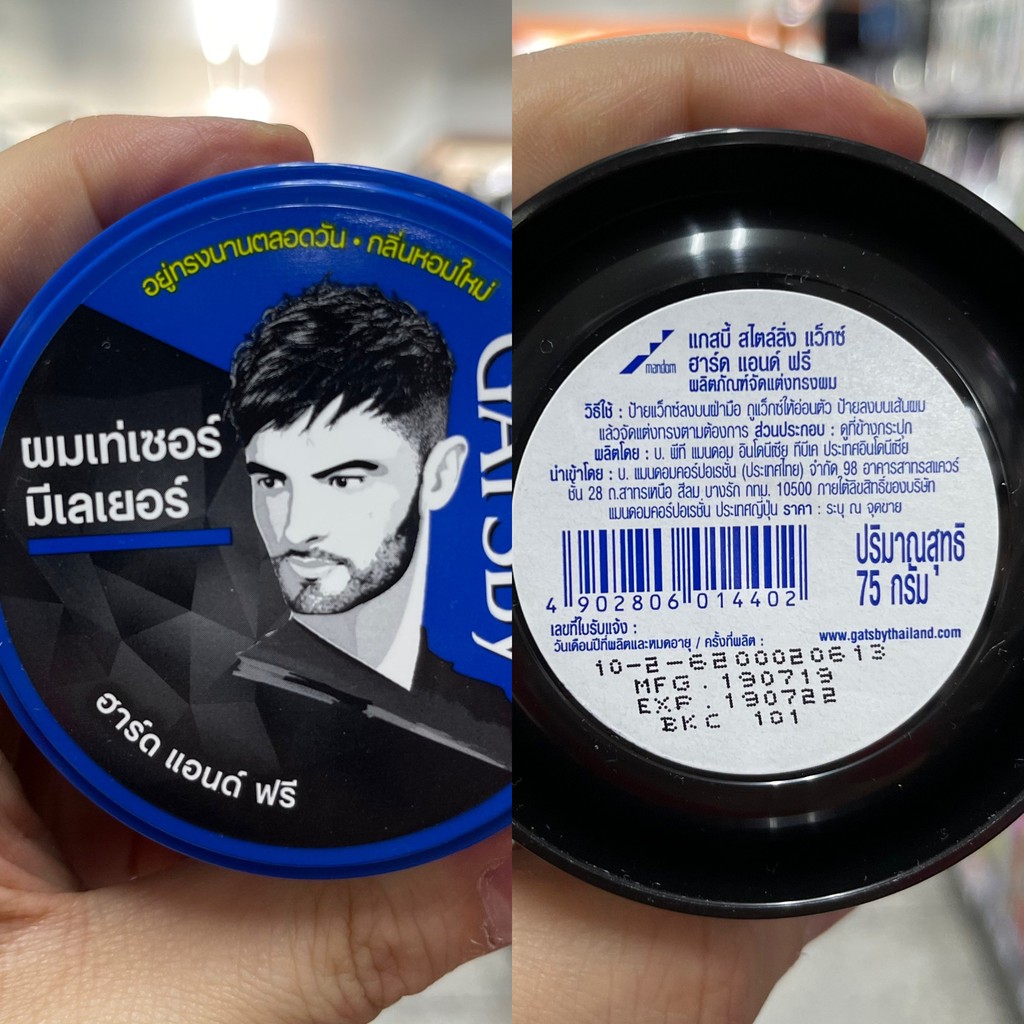 อยู่ทรงนานตลอดวัน • กลิ่นหอมใหม่
GATSBY
ผมเท่เซอร์
มีเลเยอร์
ฮาร์ด แอนด์ ฟรี
mandom
แกสบี้ สไตล์ลิ่ง แว็กซ์
ฮาร์ด แอนด์ ฟรี
ผลิตภัณฑ์จัดแต่งทรงผม
วิธีใช้ : ป้ายแว็กซ์ลงบนฝ่ามือ ถูแว็กซ์ให้อ่อนตัว ป้ายลงบนเส้นผม
แล้วจัดแต่งทรงตามต้องการ ส่วนประกอบ : ดูที่ข้างกระปุก
ผลิตโดย : บ. พีที แมนดอม อินโดนีเซีย ทีบีเค ประเทศอินโดนีเซีย
นำเข้าโดย : บ. แมนดอมคอร์ปอเรชั่น (ประเทศไทย) จำกัด 98 อาคารสาทรสแควร์
ชั้น 28 ถ.สาทรเหนือ สีลม บางรัก กทม. 10500 ภายใต้ลิขสิทธิ์ของบริษัท
แมนดอมคอร์ปอเรชั่น ประเทศญี่ปุ่น ราคา : ระบุ ณ จุดขาย
4 902806 014402
ปริมาณสุทธิ
75 กรัม
เลขที่ใบรับแจ้ง :
www.gatsbythailand.com
วันเดือนปีที่ผลิตและหมดอายุ / ครั้งที่ผลิต :
10-2-6200020613
MFG. 190719
EXP. 190722
BKC 101